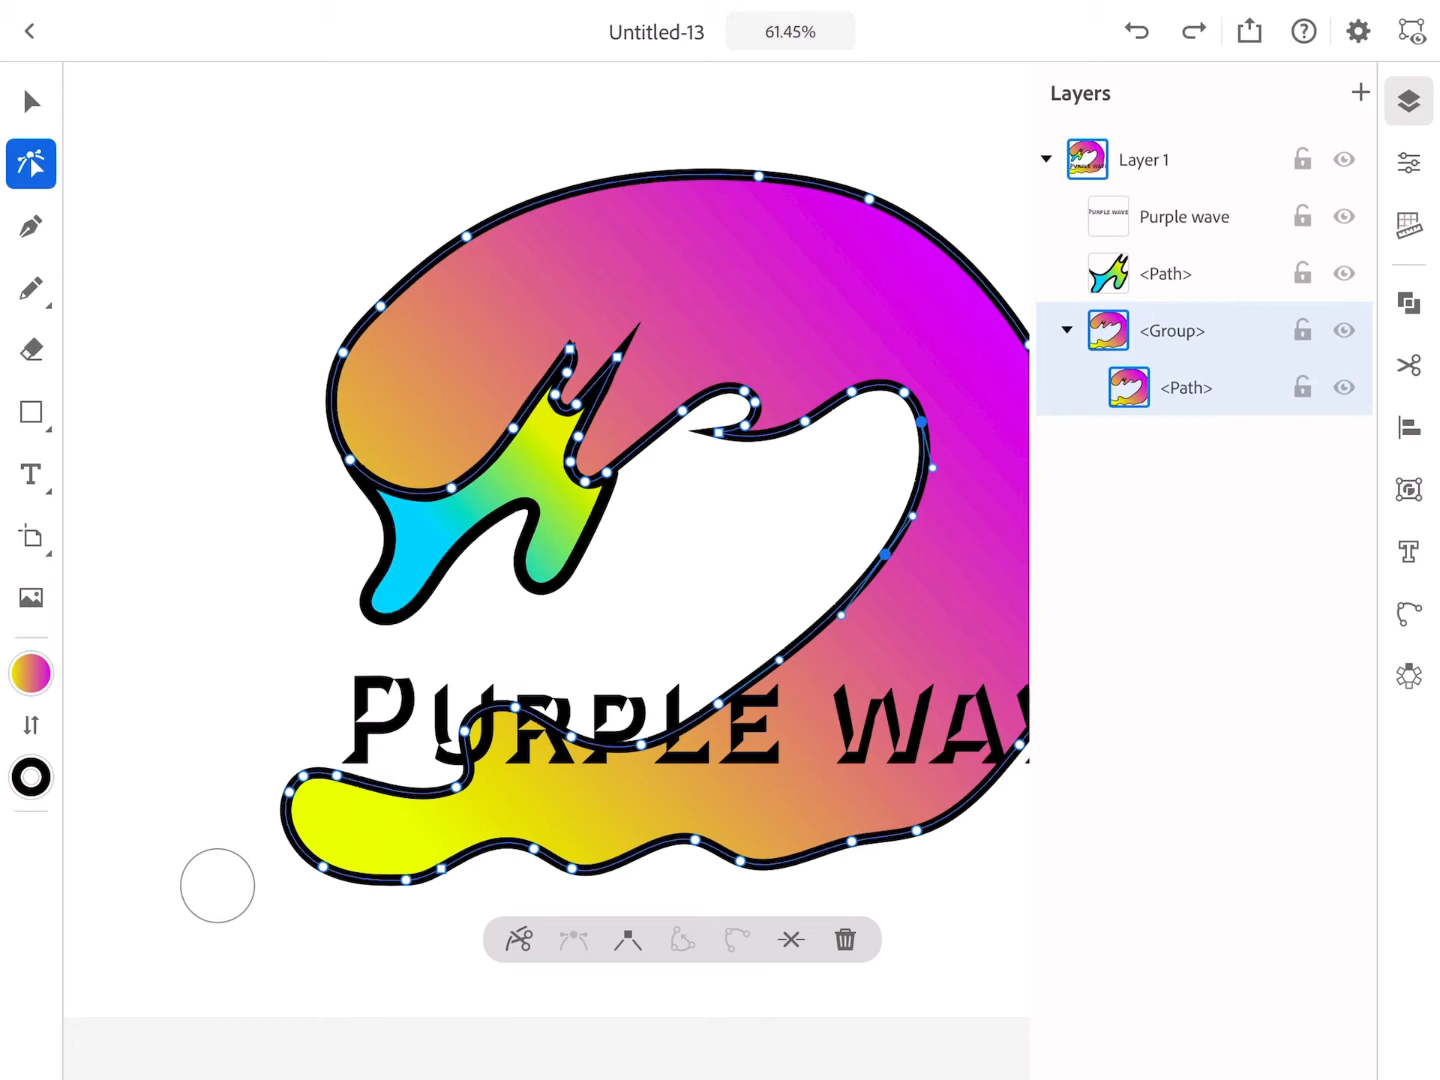 Untitled-13
61.45%
Layers
Layer 1
Purple wave
<Path>
<Group>
<Path>
PURPLE WA